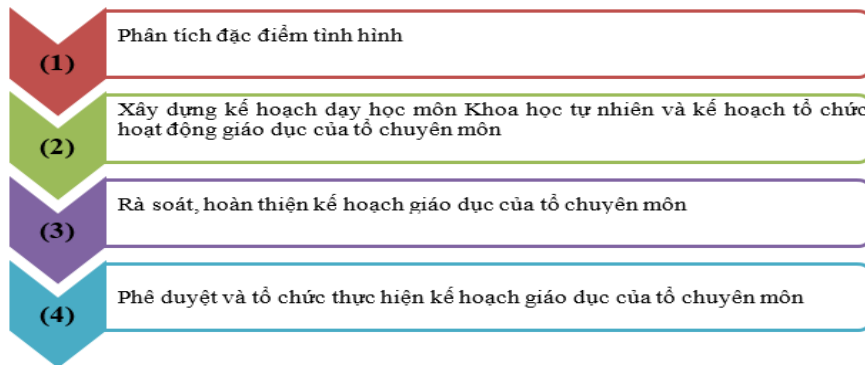 (1)
Phân tích đặc điểm tình hình
(2)
Xây dựng kế hoạch dạy học môn Khoa học tự nhiên và kế hoạch tổ chức
hoạt động giáo dục của tổ chuyên môn
(3)
Rà soát, hoàn thiện kế hoạch giáo dục của tổ chuyên môn
(4)
Phê duyệt và tổ chức thực hiện kế hoạch giáo dục của tổ chuyên môn